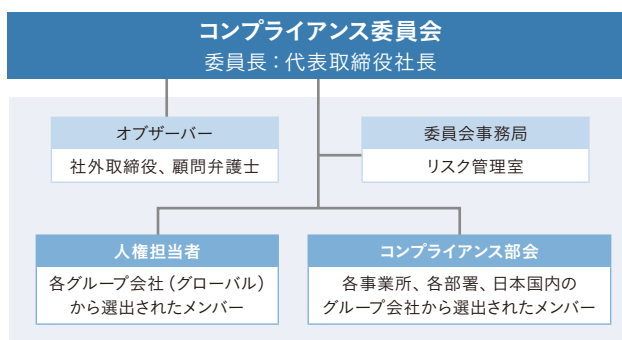 コンプライアンス委員会
委員長：代表取締役社長
オブザーバー
社外取締役、顧問弁護士
委員会事務局
リスク管理室
人権担当者
各グループ会社（グローバル）
から選出されたメンバー
コンプライアンス部会
各事業所、各部署、日本国内の
グループ会社から選出されたメンバー